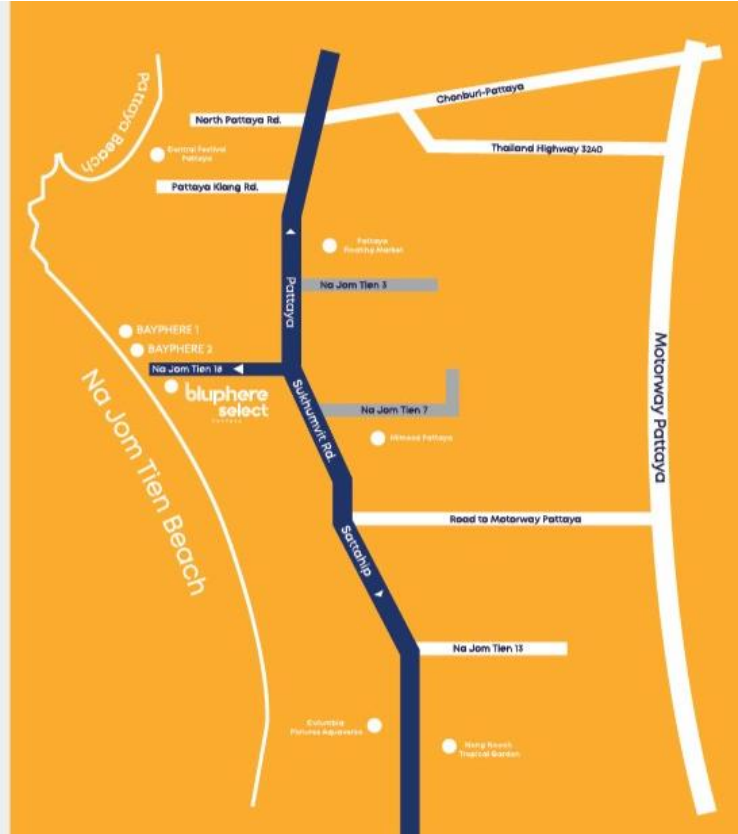 Pattaya Beach
North Pattaya Rd.
Chonburi-Pattaya
Thailand Highway 3240
Central Festival
Pattaya
Pattaya Klang Rd.
Pattaya
Floating Market
Pattaya
Na Jom Tien 3
BAYPHERE 1
BAYPHERE 2
Na Jom Tien 18
bluphere
select
PATTAYA
Sukhumvit Rd.
Na Jom Tien 7
Mimosa Pattaya
Motorway Pattaya
Na Jom Tien Beach
Road to Motorway Pattaya
Sattahip
Na Jom Tien 13
Columbia
Pictures Aquaverse
Nong Nooch
Tropical Garden